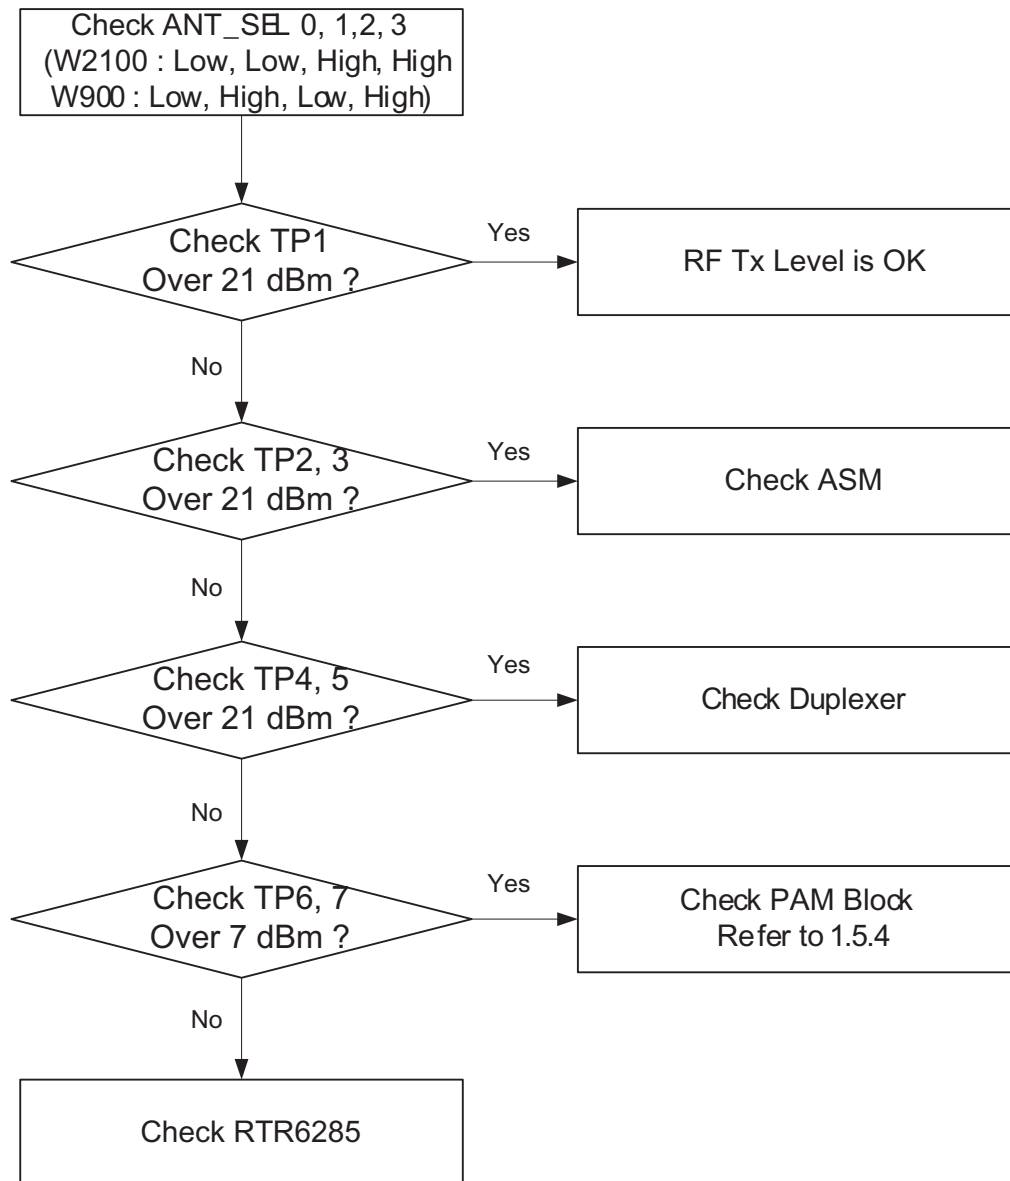 Check ANT_SEL 0, 1,2, 3
(W2100 : Low, Low, High, High
W900 : Low, High, Low, High)
Check TP1
Over 21 dBm ?
Yes
RF Tx Level is OK
No
Check TP2, 3
Over 21 dBm ?
Yes
Check ASM
No
Check TP4, 5
Over 21 dBm ?
Yes
Check Duplexer
No
Check TP6, 7
Over 7 dBm ?
Yes
Check PAM Block
Refer to 1.5.4
No
Check RTR6285